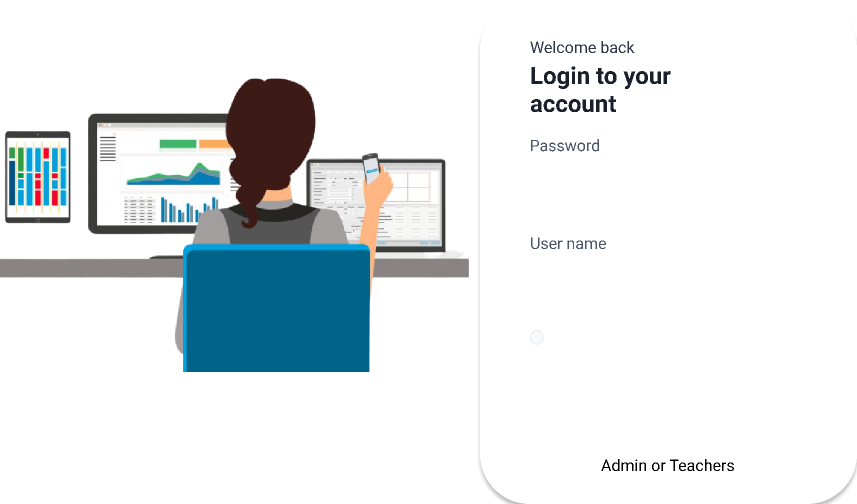 Welcome back
Login to your
account
Password
User name
Admin or Teachers